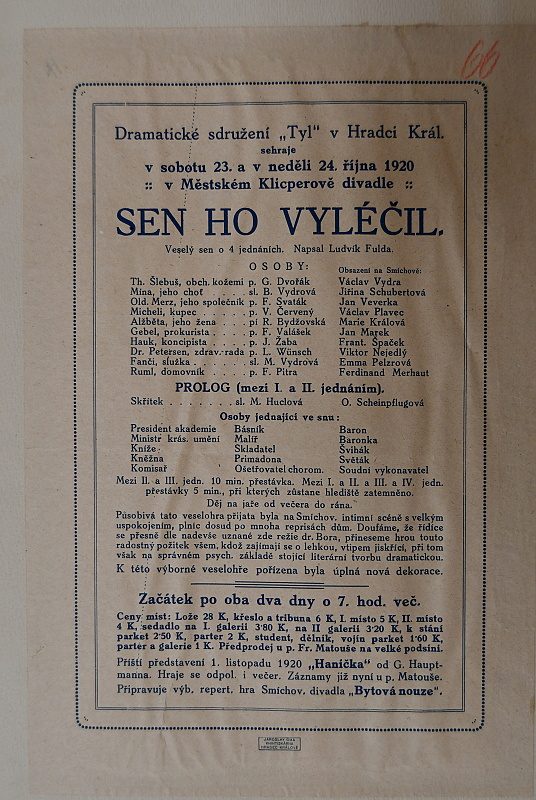 66
Dramatické sdružení „Tyl“ v Hradci Král.
sehraje
v sobotu 23. a v neděli 24. října 1920
:: v Městském Klicperově divadle ::
SEN HO VYLÉČIL.
Veselý sen o 4 jednáních. Napsal Ludvík Fulda.
OSOBY: Obsazení na Smíchově:
Th. Šlebuš, obch. kožemi p. G. Dvořák Václav Vydra
Mina, jeho choť . . . sl. B. Vydrová Jiřina Schubertová
Old. Merz, jeho společník p. F. Svaták Jan Veverka
Micheli, kupec . . . . . p. V. Červený Václav Plavec
Alžběta, jeho žena . . . pí R. Bydžovská Marie Králová
Gebel, prokurista . . . . p. F. Valášek Jan Marek
Hauk, koncipista . . . . p. J. Žaba Frant. Špaček
Dr. Petersen, zdrav. rada p. L. Wünsch Viktor Nejedlý
Fanči, služka . . . . . . sl. M. Vydrová Emma Pelzrová
Ruml, domovník . . . . p. F. Pitra Ferdinand Merhaut
PROLOG (mezi I. a II. jednáním).
Skřítek . . . . . . . sl. M. Huclová O. Scheinpflugová
Osoby jednající ve snu:
President akademie Básník Baron
Ministr krás. umění Malíř Baronka
Kníže Skladatel Švihák
Kněžna Primadona Světák
Komisař Ošetřovatel chorom. Soudní vykonavatel
Mezi II. a III. jedn. 10 min. přestávka. Mezi I. a II. a III. a IV. jedn.
přestávky 5 min., při kterých zůstane hlediště zatemněno.
Děj na jaře od večera do rána.
Půsbivá tato veselohra přijata byla na Smíchov. intimní scéně s velkým
uspokojením, plníc dosud po mnoha reprisách dům. Doufáme, že řídíce
se přesně dle nadevše uznané zde režie dr. Bora, přineseme hrou touto
radostný požitek všem, kdož zajímají se o lehkou, vtipem jiskřící, při tom
však na správném psych. základě stojící literární tvorbu dramatickou.
K této výborné veselohře pořízena byla úplná nová dekorace.
Začátek po oba dva dny o 7. hod. več.
Ceny míst: Lože 28 K, křeslo a tribuna 6 K, I. místo 5 K, II. místo
4 K, sedadlo na I. galerii 3·80 K, na II galerii 3·20 K, k stání
parket 2·50 K, parter 2 K, student, dělník, vojín parket 1·60 K,
parter a galerie 1 K. Předprodej u p. Fr. Matouše na velké podsíni.
Příští představení 1. listopadu 1920 „Hanička“ od G. Haupt-
manna. Hraje se odpol. i večer. Záznamy již nyní u p. Matouše.
Připravuje výb. repert. hra Smíchov. divadla „Bytová nouze“.
HRADEC KRÁLOVÉ